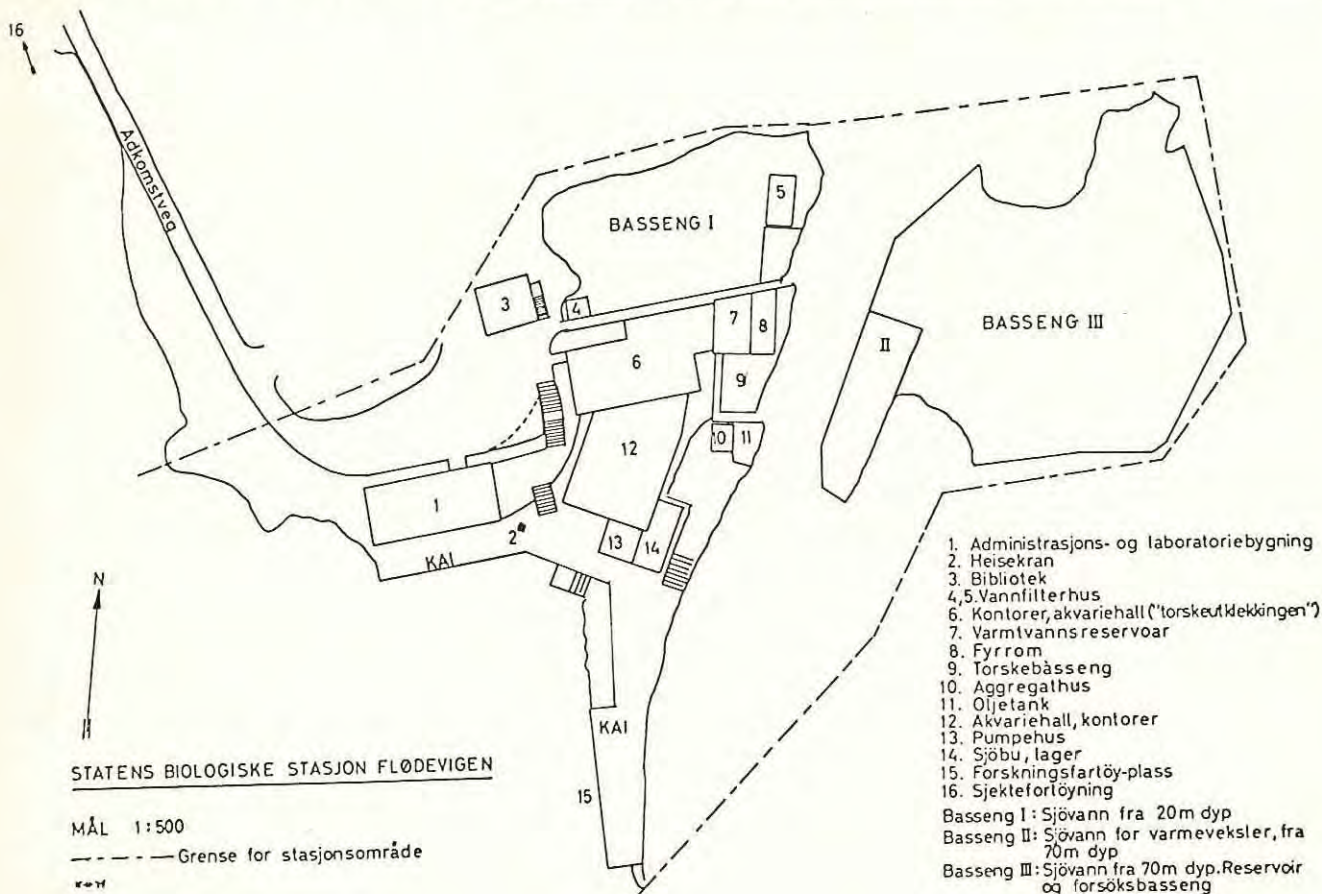 16
Adkomstveg
BASSENG I
5
3
4
7
8
6
9
II
BASSENG III
10
11
12
1
2
KAI
13
14
N
KAI
15
STATENS BIOLOGISKE STASJON FLØDEVIGEN
MÅL 1:500
Grense for stasjonsområde
1. Administrasjons- og laboratoriebygning
2. Heisekran
3. Bibliotek
4,5. Vannfilterhus
6. Kontorer, akvariehall ("torskeutklekkingen")
7. Varmtvannsreservoar
8. Fyrrom
9. Torskebasseng
10. Aggregathus
11. Oljetank
12. Akvariehall, kontorer
13. Pumpehus
14. Sjöbu, lager
15. Forskningsfartöy-plass
16. Sjektefortöyning
Basseng I: Sjövann fra 20m dyp
Basseng II: Sjövann for varmeveksler, fra
70m dyp
Basseng III: Sjövann fra 70m dyp. Reservoir
og forsöksbasseng